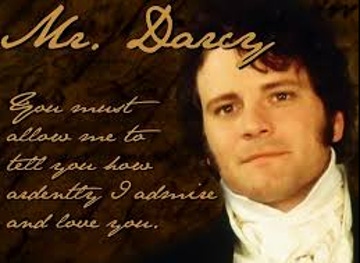 Mr. Darcy
You must
allow me to
tell you how
ardently I admire
and love you.